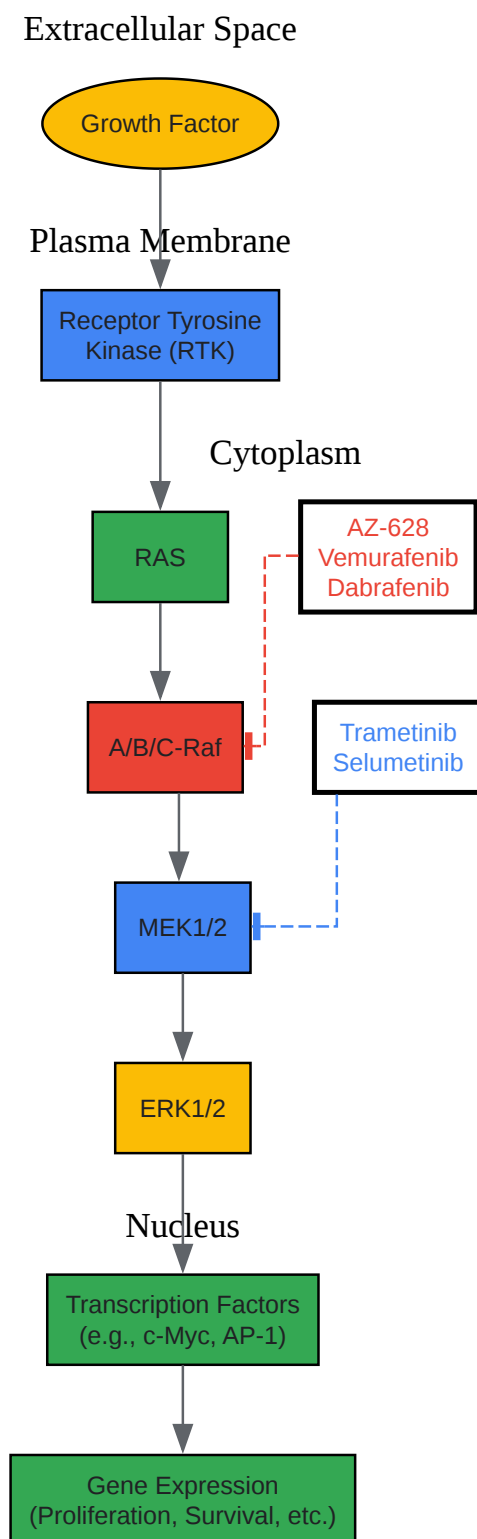 Extracellular Space
Growth Factor
Plasma Membrane
Receptor Tyrosine
Kinase (RTK)
Cytoplasm
AZ-628
Vemurafenib
Dabrafenib
RAS
A/B/C-Raf
Trametinib
Selumetinib
MEK1/2
ERK1/2
Nucleus
Transcription Factors
(e.g., c-Myc, AP-1)
Gene Expression
(Proliferation, Survival, etc.)